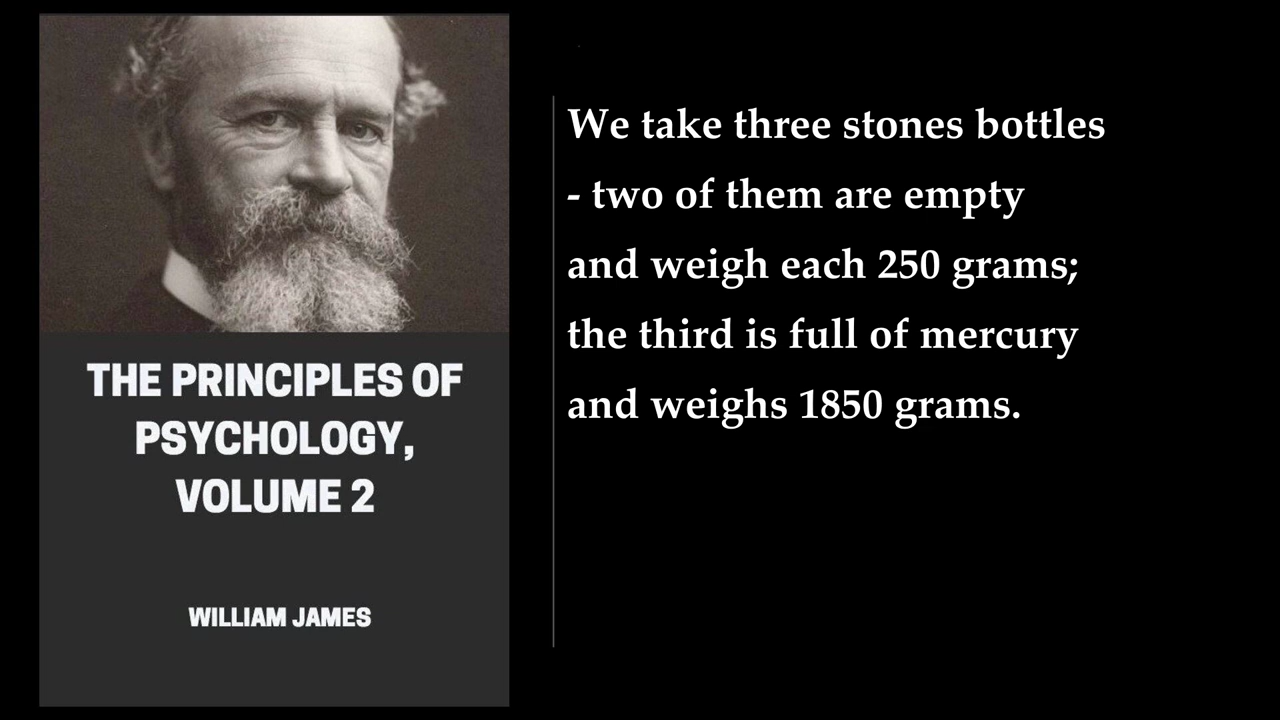 THE PRINCIPLES OF
PSYCHOLOGY,
VOLUME 2
WILLIAM JAMES
We take three stones bottles
- two of them are empty
and weigh each 250 grams;
the third is full of mercury
and weighs 1850 grams.